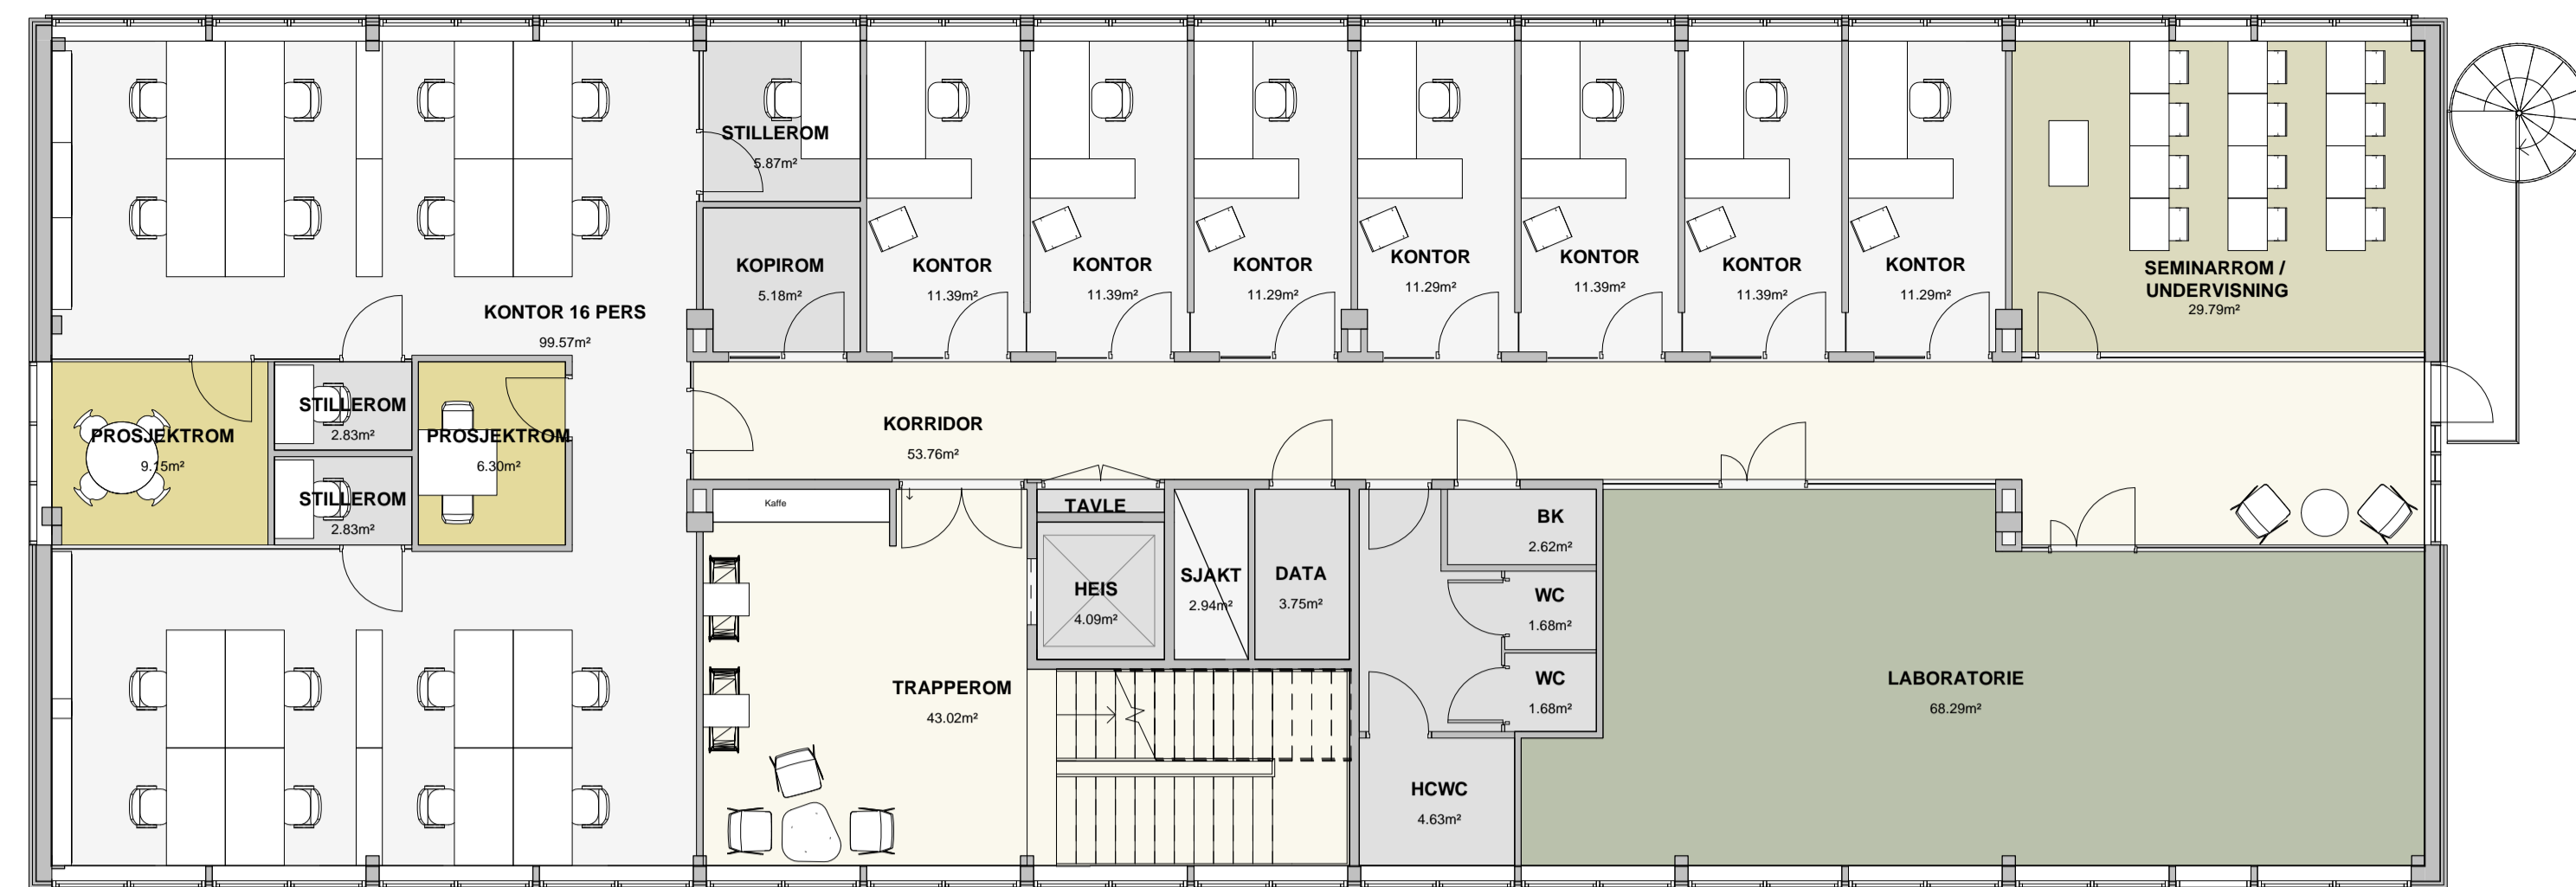 STILLEROM
5.87m²
KOPIROM
5.18m²
KONTOR
11.39m²
KONTOR
11.39m²
KONTOR
11.29m²
KONTOR
11.29m²
KONTOR
11.39m²
KONTOR
11.39m²
KONTOR
11.29m²
SEMINARROM /
UNDERVISNING
29.79m²
KONTOR 16 PERS
99.57m²
PROSJEKTROM
9.15m²
STILLEROM
2.83m²
STILLEROM
2.83m²
PROSJEKTROM
6.30m²
KORRIDOR
53.76m²
Kaffe
TAVLE
HEIS
4.09m²
SJAKT
2.94m²
DATA
3.75m²
BK
2.62m²
WC
1.68m²
WC
1.68m²
TRAPPEROM
43.02m²
HCWC
4.63m²
LABORATORIE
68.29m²